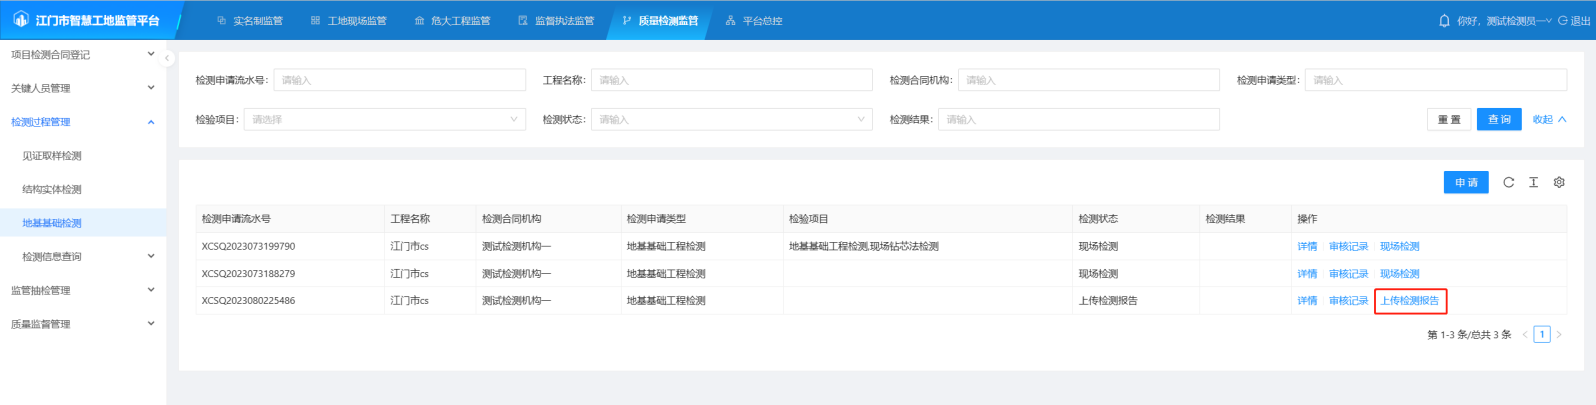 江门市智慧工地监管平台 实名制监管 工地现场监管 危大工程监管 监督执法监管 质量检测监管 平台总控 你好，测试检测员一 退出
项目检测合同登记
关键人员管理
检测过程管理
见证取样检测
结构实体检测
地基基础检测
检测信息查询
监管抽检管理
质量监督管理
检测申请流水号： 请输入 工程名称： 请输入 检测合同机构： 请输入 检测申请类型： 请输入
检验项目： 请选择 检测状态： 请输入 检测结果： 请输入 重置 查询 收起
申请
检测申请流水号 工程名称 检测合同机构 检测申请类型 检验项目 检测状态 检测结果 操作
XCSQ2023073199790 江门市cs 测试检测机构一 地基基础工程检测 地基基础工程检测,现场钻芯法检测 现场检测 详情 审核记录 现场检测
XCSQ2023073188279 江门市cs 测试检测机构一 地基基础工程检测 现场检测 详情 审核记录 现场检测
XCSQ2023080225486 江门市cs 测试检测机构一 地基基础工程检测 上传检测报告 详情 审核记录 上传检测报告
第 1-3 条/总共 3 条 < 1 >